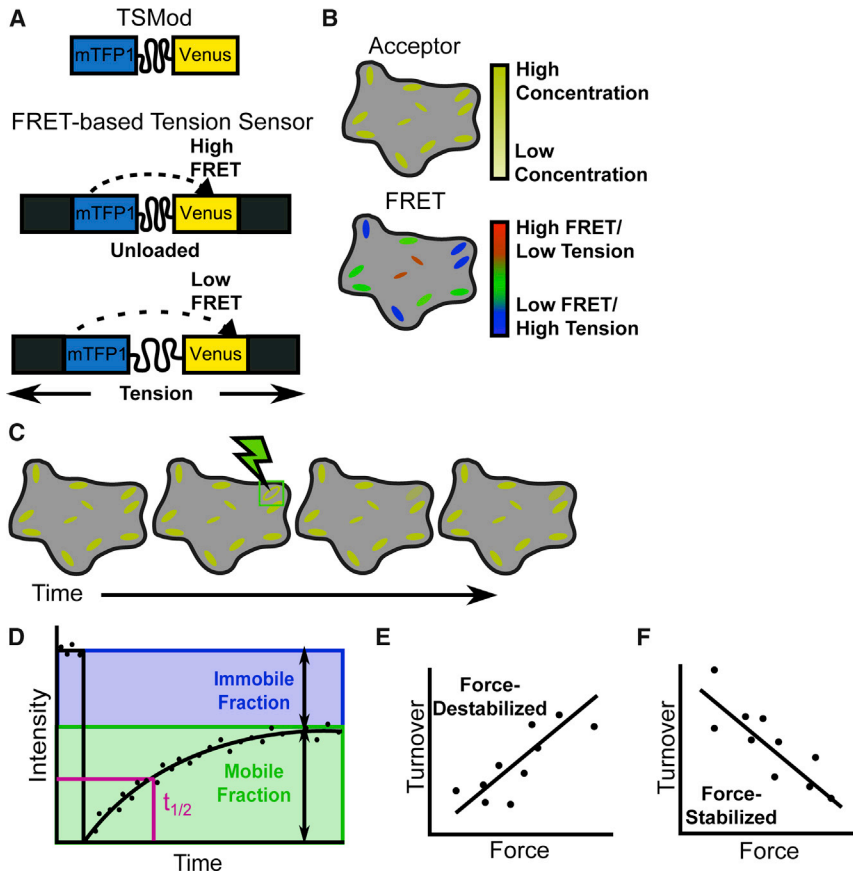 A
TSMod
mTFP1
Venus
FRET-based Tension Sensor
High
FRET
mTFP1
Venus
Unloaded
Low
FRET
mTFP1
Venus
Tension
B
Acceptor
High
Concentration
Low
Concentration
FRET
High FRET/
Low Tension
Low FRET/
High Tension
C
Time
D
Intensity
Immobile
Fraction
Mobile
Fraction
t1/2
Time
E
Turnover
Force-
Destabilized
Force
F
Turnover
Force-
Stabilized
Force